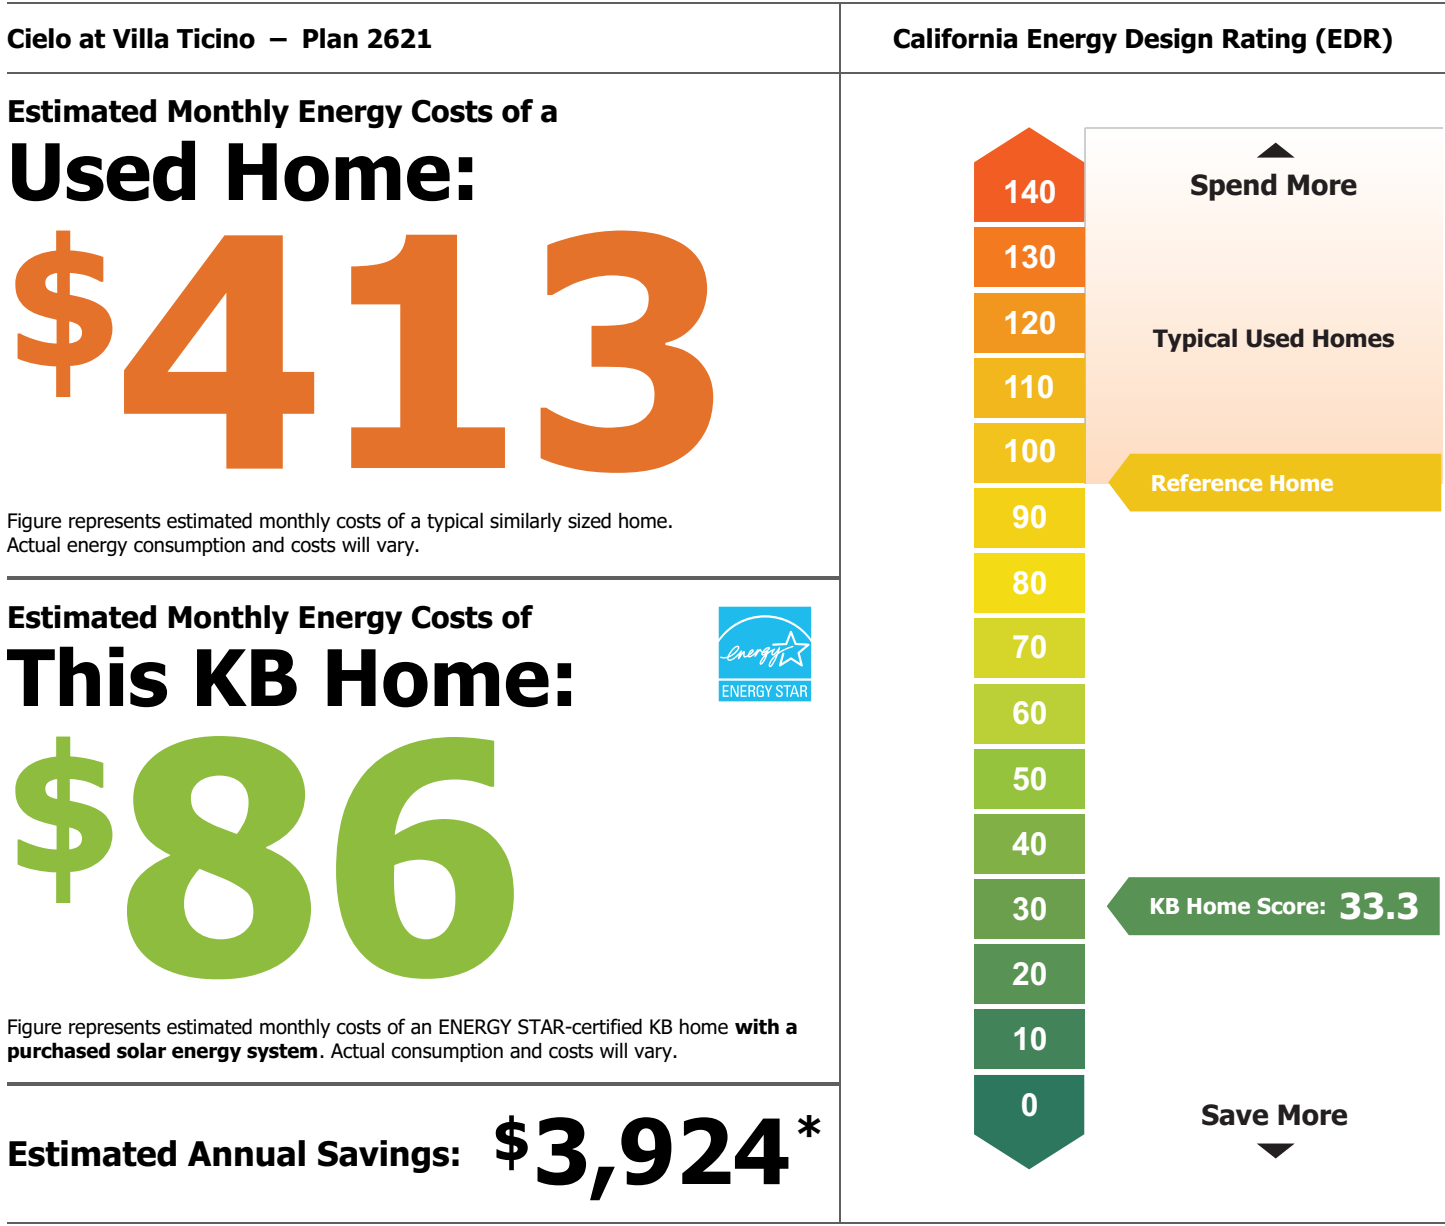 Cielo at Villa Ticino – Plan 2621
Estimated Monthly Energy Costs of a
Used Home:
$413
Figure represents estimated monthly costs of a typical similarly sized home.
Actual energy consumption and costs will vary.
Estimated Monthly Energy Costs of
This KB Home:
energy
ENERGY STAR
$86
Figure represents estimated monthly costs of an ENERGY STAR-certified KB home with a
purchased solar energy system. Actual consumption and costs will vary.
Estimated Annual Savings: $3,924*
California Energy Design Rating (EDR)
140
Spend More
130
120
Typical Used Homes
110
100
Reference Home
90
80
70
60
50
40
30
KB Home Score: 33.3
20
10
0
Save More